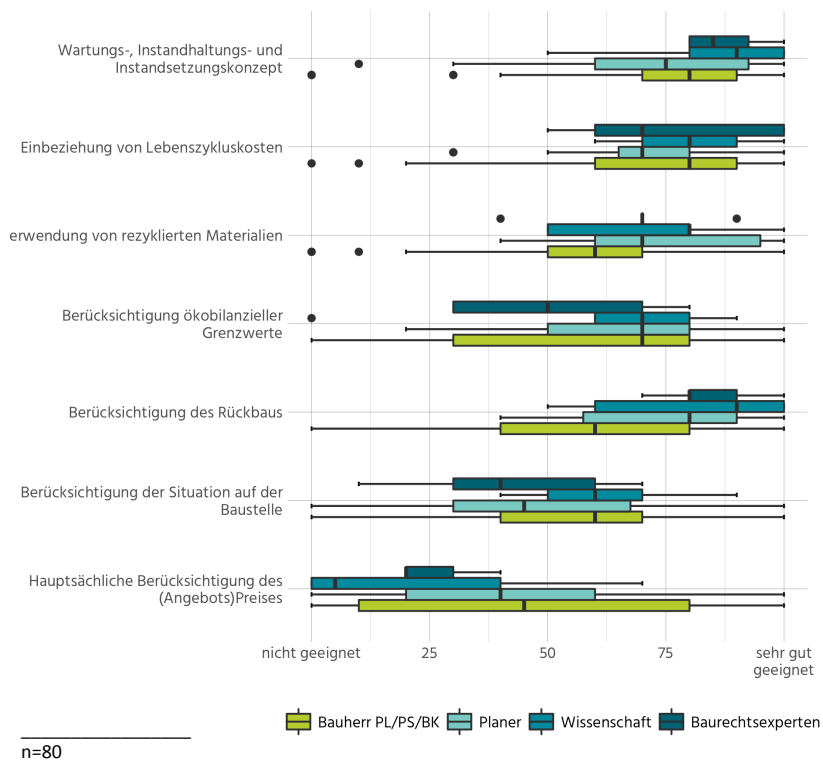 Wartungs-, Instandhaltungs- und
Instandsetzungskonzept
Einbeziehung von Lebenszykluskosten
erwendung von rezyklierten Materialien
Berücksichtigung ökobilanzieller
Grenzwerte
Berücksichtigung des Rückbaus
Berücksichtigung der Situation auf der
Baustelle
Hauptsächliche Berücksichtigung des
(Angebots)Preises
nicht geeignet 25 50 75 sehr gut
geeignet
Bauherr PL/PS/BK Planer Wissenschaft Baurechtsexperten
n=80